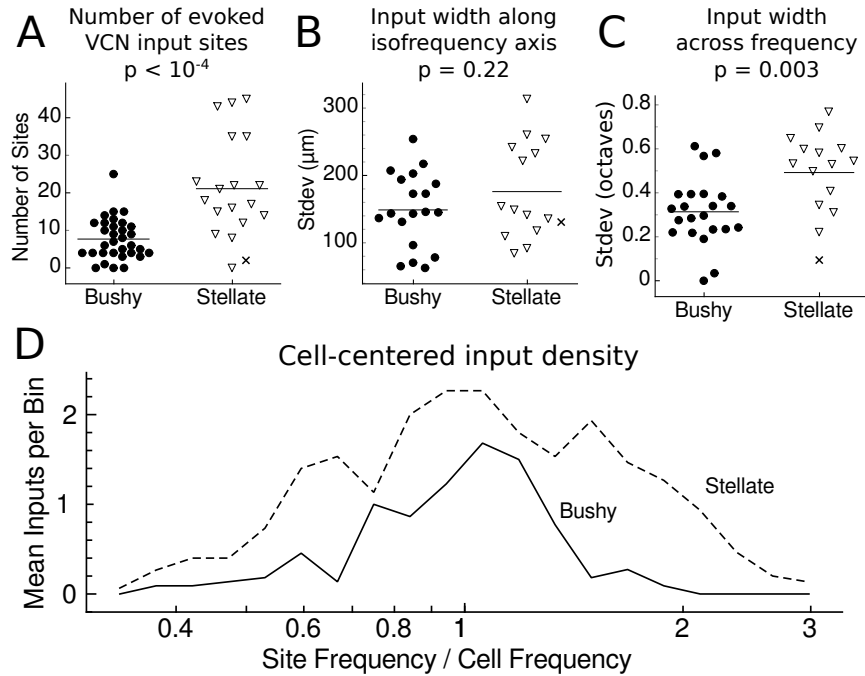 A
Number of evoked
VCN input sites
p < 10-4
Number of Sites
40
30
20
10
0
Bushy
Stellate
B
Input width along
isofrequency axis
p = 0.22
Stdev (µm)
300
200
100
Bushy
Stellate
C
Input width
across frequency
p = 0.003
Stdev (octaves)
0.8
0.6
0.4
0.2
0
Bushy
Stellate
D
Cell-centered input density
Mean Inputs per Bin
2
1
0
Stellate
Bushy
0.4
0.6
0.8
1
2
3
Site Frequency / Cell Frequency